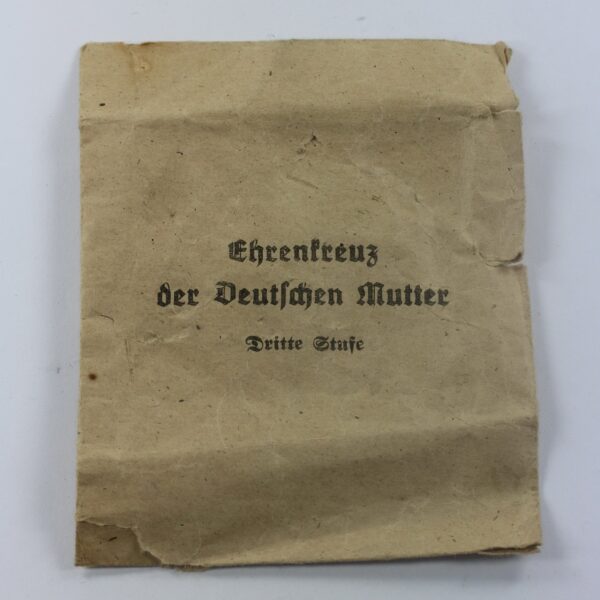 Ehrenkreuz
der Deutschen Mutter
Dritte Stufe